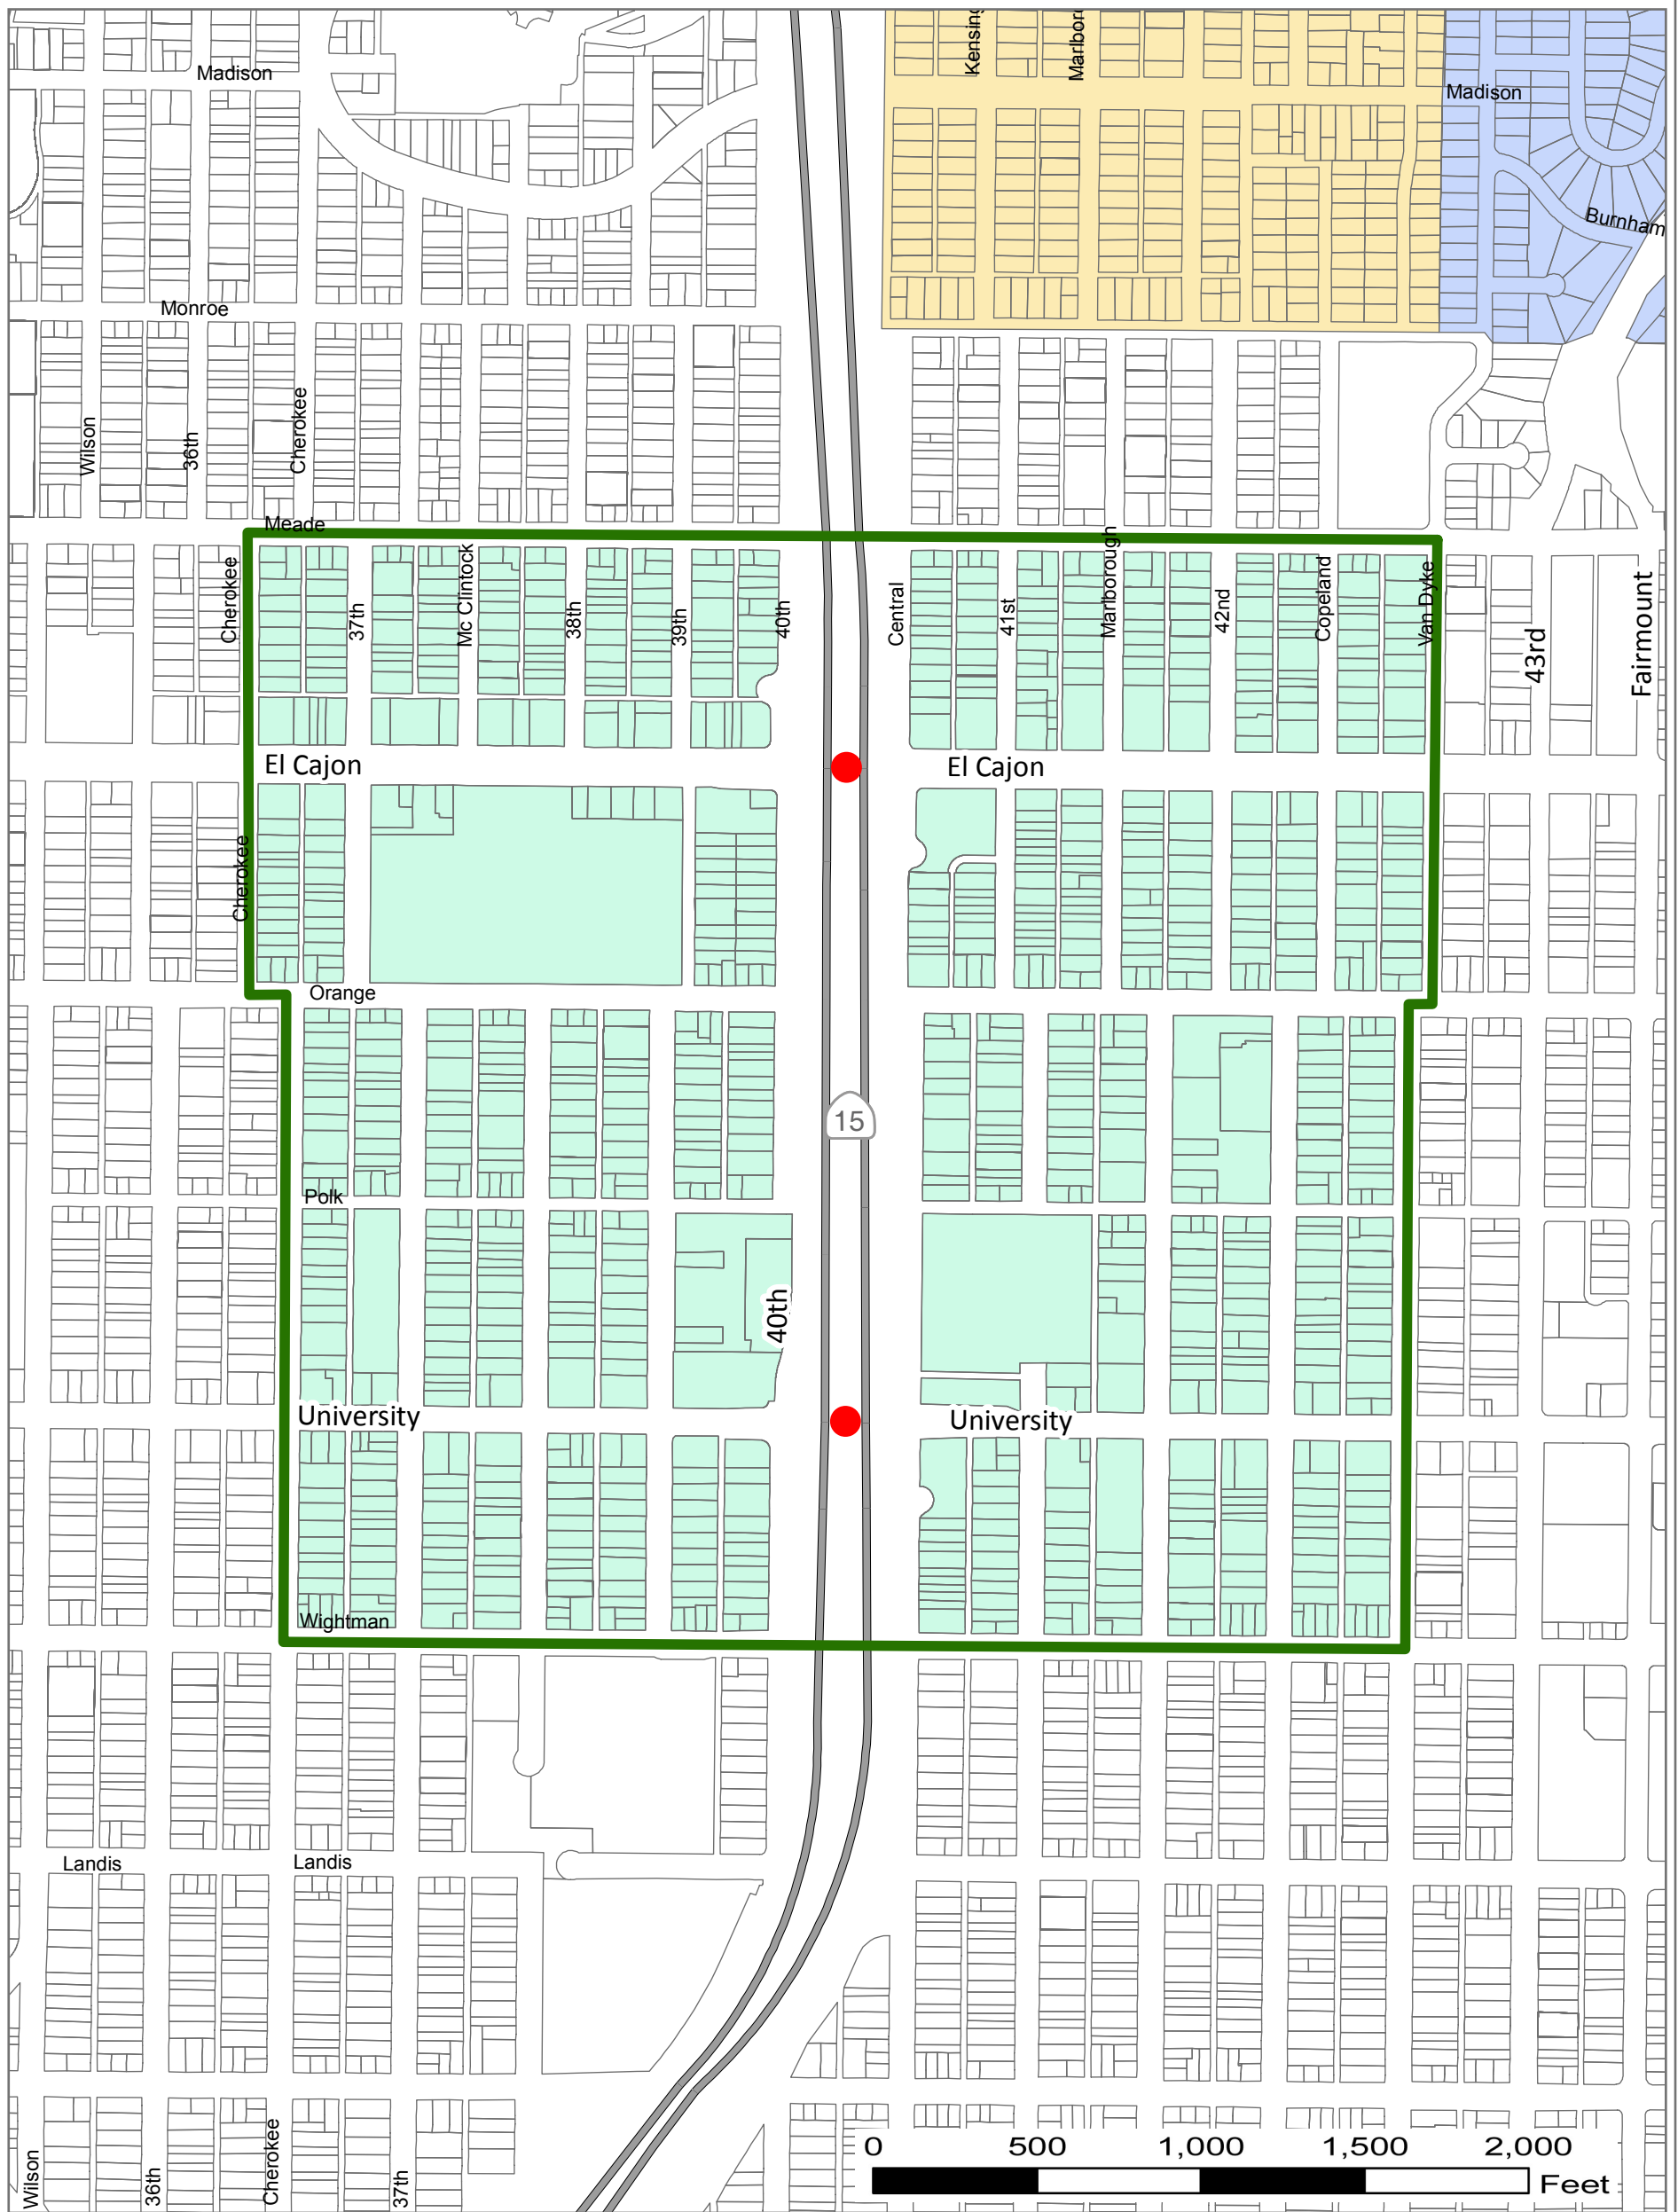 Kensing
Marlbor
Madison
Madison
Burnham
Monroe
Wilson
36th
Cherokee
Meade
Cherokee
37th
Mc Clintock
38th
39th
40th
Central
41st
Marlborough
42nd
Copeland
Van Dyke
43rd
Fairmount
El Cajon
El Cajon
Cherokee
Orange
15
Polk
40th
University
University
Wightman
Landis
Landis
Wilson
36th
Cherokee
37th
0 500 1,000 1,500 2,000
Feet